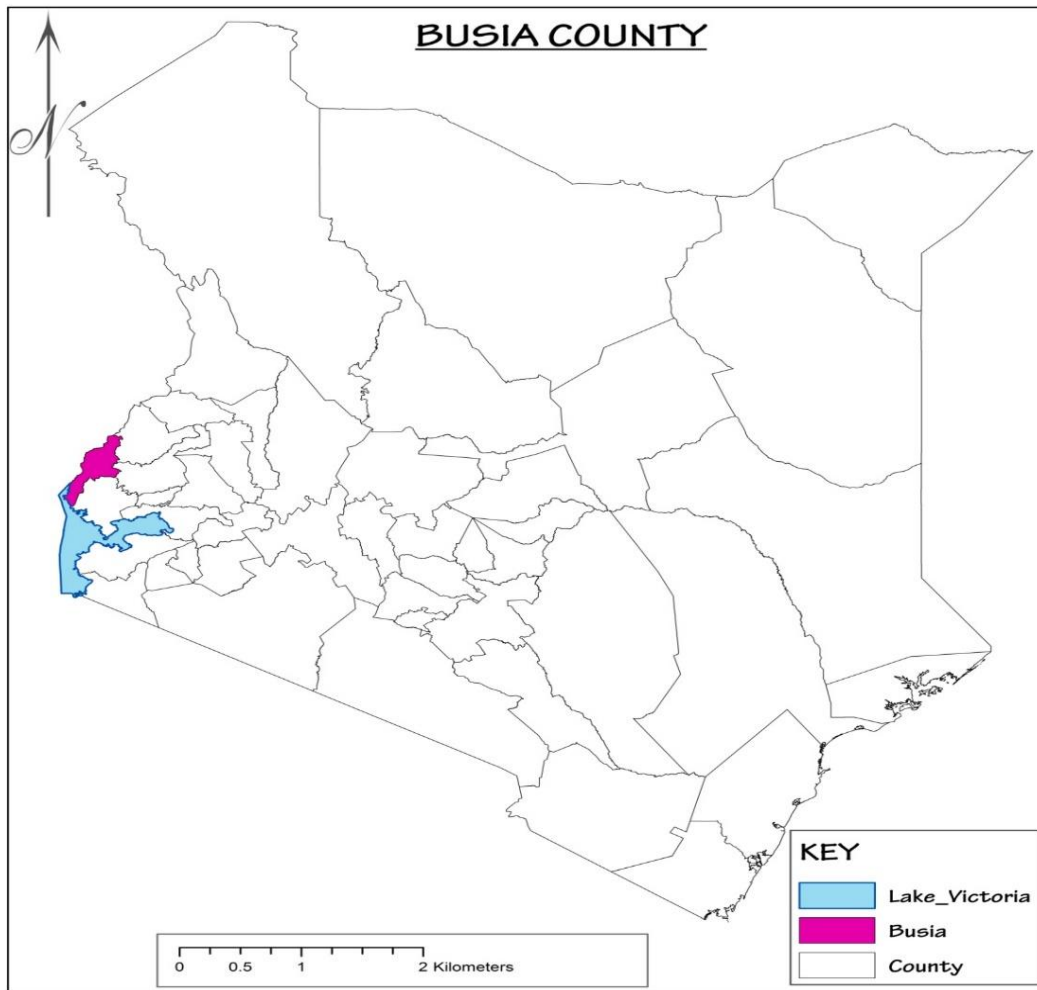 BUSIA COUNTY
N
KEY
Lake_Victoria
Busia
County
0 0.5 1 2 Kilometers